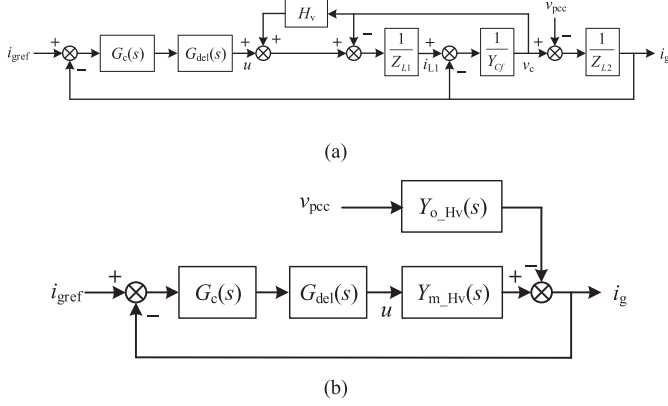 H_v
v_pcc
i_gref + − G_c(s) G_del(s) u + + + − 1/Z_L1 + i_L1 − 1/Y_Cf + v_c − 1/Z_L2 i_g
(a)
v_pcc Y_o_Hv(s)
−
i_gref + − G_c(s) G_del(s) u Y_m_Hv(s) + i_g
(b)